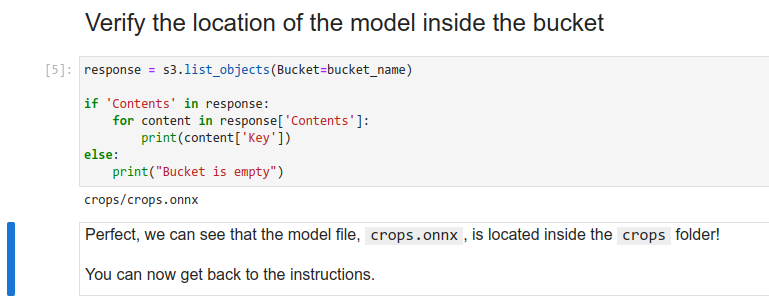 Verify the location of the model inside the bucket
[5]: response = s3.list_objects(Bucket=bucket_name)
if 'Contents' in response:
    for content in response['Contents']:
        print(content['Key'])
else:
    print("Bucket is empty")
crops/crops.onnx
Perfect, we can see that the model file, crops.onnx, is located inside the crops folder!
You can now get back to the instructions.